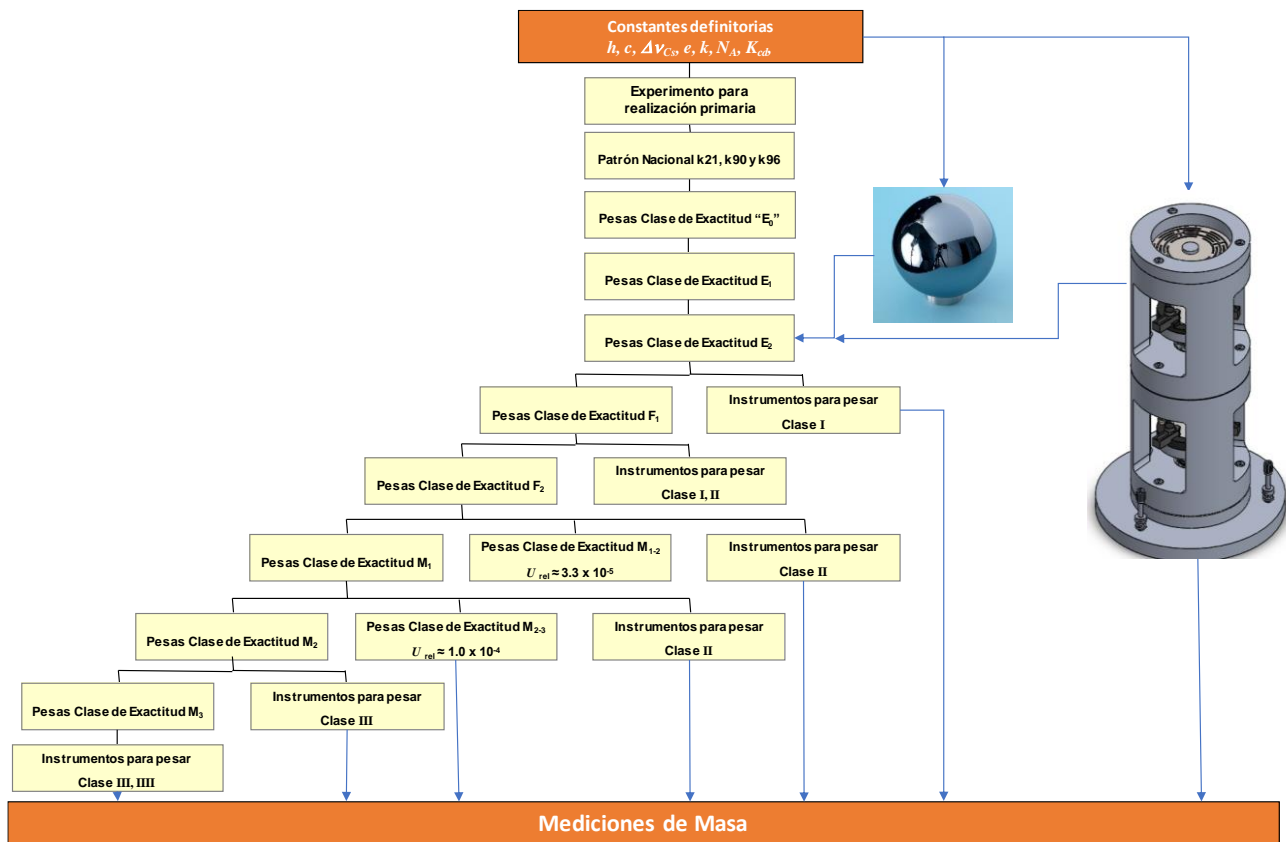 Constantes definitorias
h, c, Δν_Cs, e, k, N_A, K_cd,
Experimento para
realización primaria
Patrón Nacional k21, k90 y k96
Pesas Clase de Exactitud “E₀”
Pesas Clase de Exactitud E₁
Pesas Clase de Exactitud E₂
Pesas Clase de Exactitud F₁
Instrumentos para pesar
Clase I
Pesas Clase de Exactitud F₂
Instrumentos para pesar
Clase I, II
Pesas Clase de Exactitud M₁
Pesas Clase de Exactitud M₁₋₂
U rel ≈ 3.3 x 10⁻⁵
Instrumentos para pesar
Clase II
Pesas Clase de Exactitud M₂
Pesas Clase de Exactitud M₂₋₃
U rel ≈ 1.0 x 10⁻⁴
Instrumentos para pesar
Clase II
Pesas Clase de Exactitud M₃
Instrumentos para pesar
Clase III
Instrumentos para pesar
Clase III, IIII
Mediciones de Masa